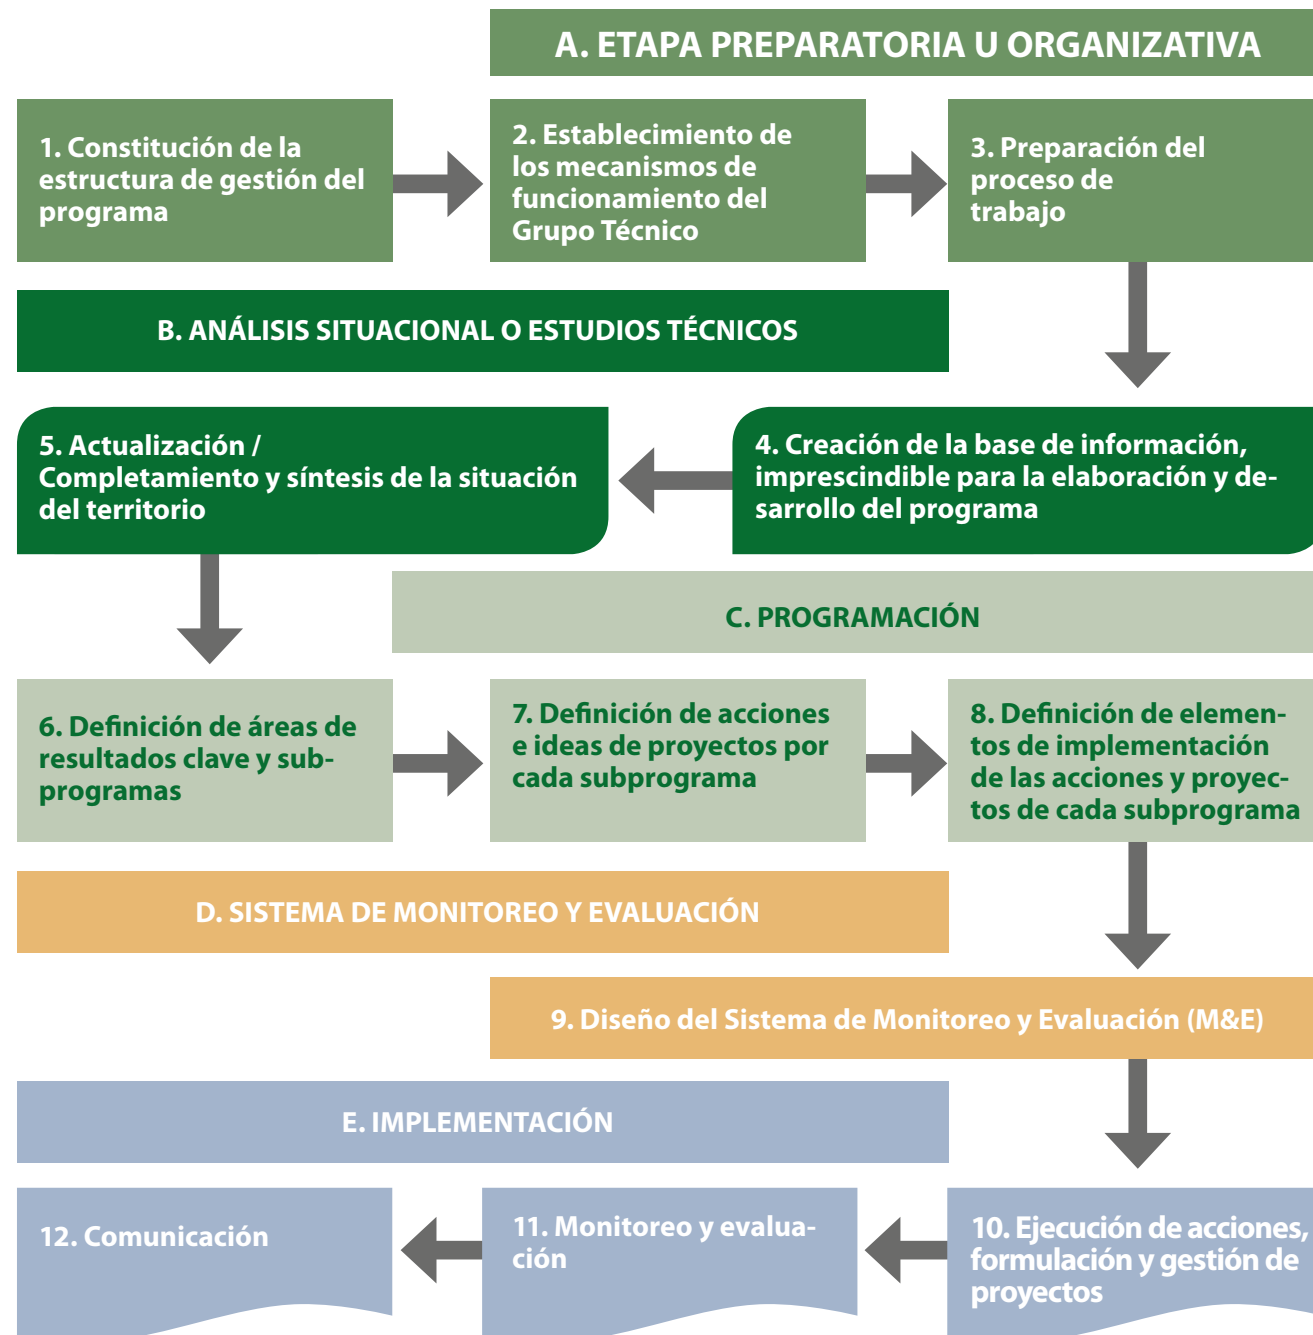 A. ETAPA PREPARATORIA U ORGANIZATIVA
1. Constitución de la
estructura de gestión del
programa
2. Establecimiento de
los mecanismos de
funcionamiento del
Grupo Técnico
3. Preparación del
proceso de
trabajo
B. ANÁLISIS SITUACIONAL O ESTUDIOS TÉCNICOS
4. Creación de la base de información,
imprescindible para la elaboración y de-
sarrollo del programa
5. Actualización /
Completamiento y síntesis de la situación
del territorio
C. PROGRAMACIÓN
6. Definición de áreas de
resultados clave y sub-
programas
7. Definición de acciones
e ideas de proyectos por
cada subprograma
8. Definición de elemen-
tos de implementación
de las acciones y proyec-
tos de cada subprograma
D. SISTEMA DE MONITOREO Y EVALUACIÓN
9. Diseño del Sistema de Monitoreo y Evaluación (M&E)
E. IMPLEMENTACIÓN
10. Ejecución de acciones,
formulación y gestión de
proyectos
11. Monitoreo y evalua-
ción
12. Comunicación